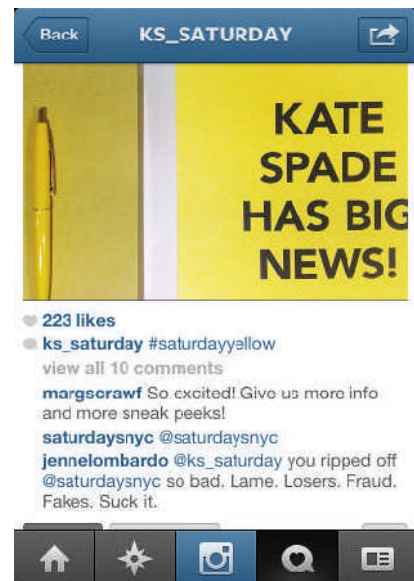 Back
KS_SATURDAY
KATE
SPADE
HAS BIG
NEWS!
223 likes
ks_saturday #saturdayyellow
view all 10 comments
margscrawf So excited! Give us more info
and more sneak peeks!
saturdaysnyc @saturdaysnyc
jennelombardo @ks_saturday you ripped off
@saturdaysnyc so bad. Lame. Losers. Fraud.
Fakes. Suck it.